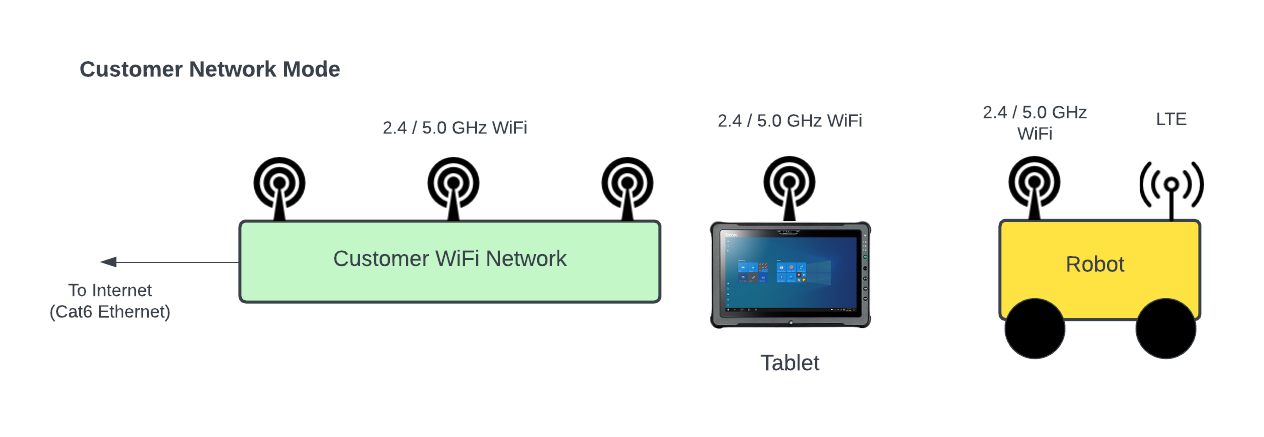 Customer Network Mode
2.4 / 5.0 GHz WiFi
2.4 / 5.0 GHz WiFi
2.4 / 5.0 GHz
WiFi
LTE
Customer WiFi Network
Robot
To Internet
(Cat6 Ethernet)
Tablet